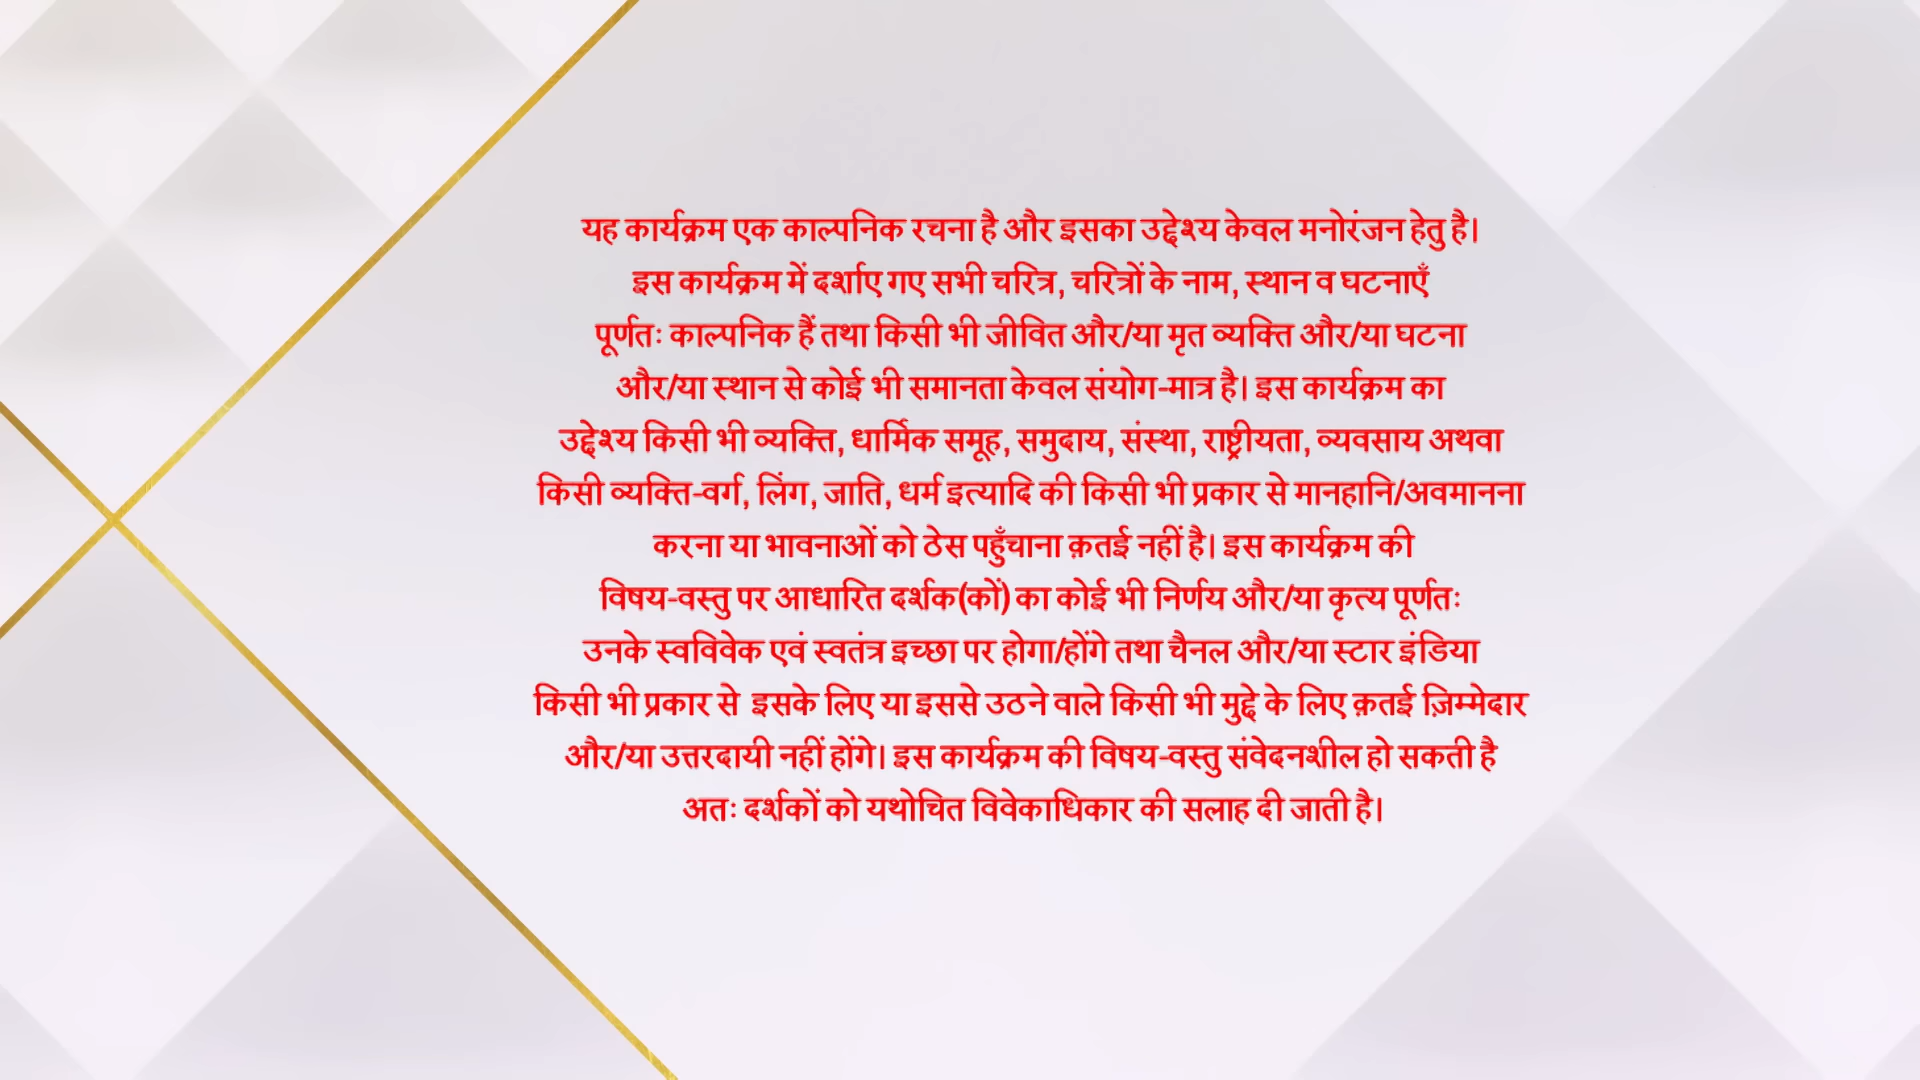 यह कार्यक्रम एक काल्पनिक रचना है और इसका उद्देश्य केवल मनोरंजन हेतु है।
इस कार्यक्रम में दर्शाए गए सभी चरित्र, चरित्रों के नाम, स्थान व घटनाएँ
पूर्णतः काल्पनिक हैं तथा किसी भी जीवित और/या मृत व्यक्ति और/या घटना
और/या स्थान से कोई भी समानता केवल संयोग-मात्र है। इस कार्यक्रम का
उद्देश्य किसी भी व्यक्ति, धार्मिक समूह, समुदाय, संस्था, राष्ट्रीयता, व्यवसाय अथवा
किसी व्यक्ति-वर्ग, लिंग, जाति, धर्म इत्यादि की किसी भी प्रकार से मानहानि/अवमानना
करना या भावनाओं को ठेस पहुँचाना क़तई नहीं है। इस कार्यक्रम की
विषय-वस्तु पर आधारित दर्शक(कों) का कोई भी निर्णय और/या कृत्य पूर्णतः
उनके स्वविवेक एवं स्वतंत्र इच्छा पर होगा/होंगे तथा चैनल और/या स्टार इंडिया
किसी भी प्रकार से इसके लिए या इससे उठने वाले किसी भी मुद्दे के लिए क़तई ज़िम्मेदार
और/या उत्तरदायी नहीं होंगे। इस कार्यक्रम की विषय-वस्तु संवेदनशील हो सकती है
अतः दर्शकों को यथोचित विवेकाधिकार की सलाह दी जाती है।